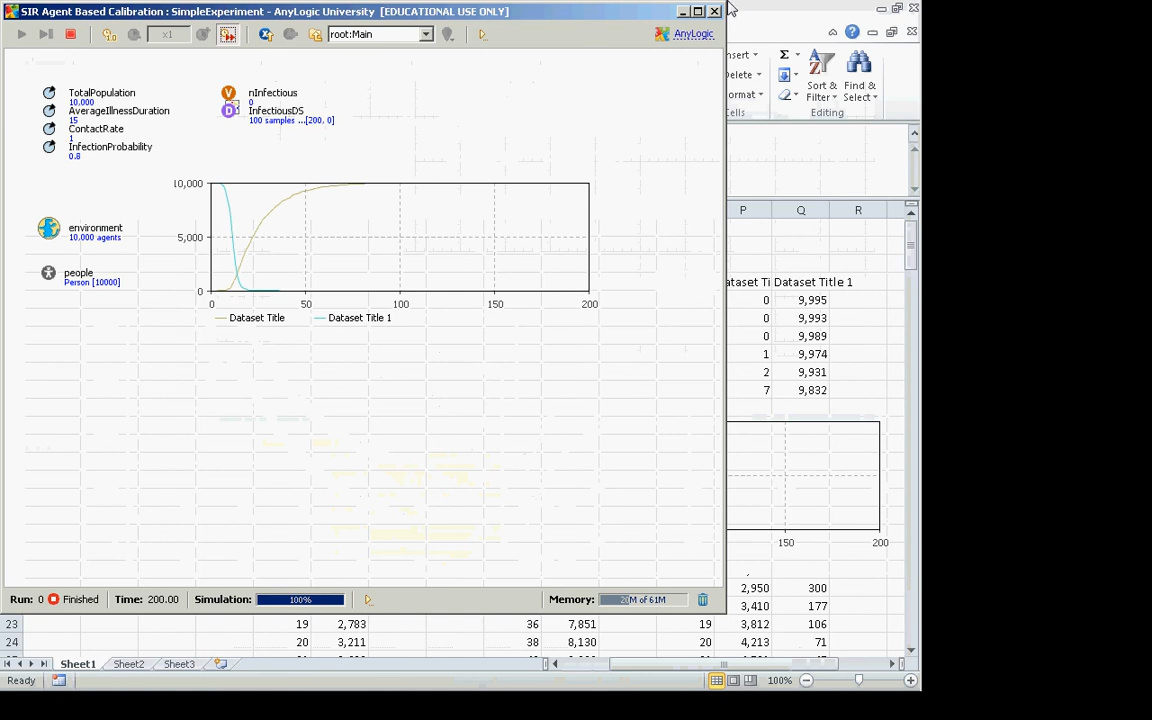 SIR Agent Based Calibration : SimpleExperiment - AnyLogic University [EDUCATIONAL USE ONLY]
x1
root:Main
AnyLogic
TotalPopulation
10,000
AverageIllnessDuration
15
ContactRate
1
InfectionProbability
0.8
nInfectious
0
InfectiousDS
100 samples ...[200, 0]
environment
10,000 agents
people
Person [10000]
10,000
5,000
0
0
50
100
150
200
Dataset Title
Dataset Title 1
Run: 0
Finished
Time: 200.00
Simulation:
100%
Memory:
20M of 61M
nsert
elete
ormat
Cells
Sort &
Filter
Find &
Select
Editing
P
Q
R
ataset Ti
Dataset Title 1
0
9,995
0
9,993
0
9,989
1
9,974
2
9,931
7
9,832
150
200
2,950
300
3,410
177
23
19
2,783
36
7,851
19
3,812
106
24
20
3,211
38
8,130
20
4,213
71
Sheet1
Sheet2
Sheet3
Ready
100%